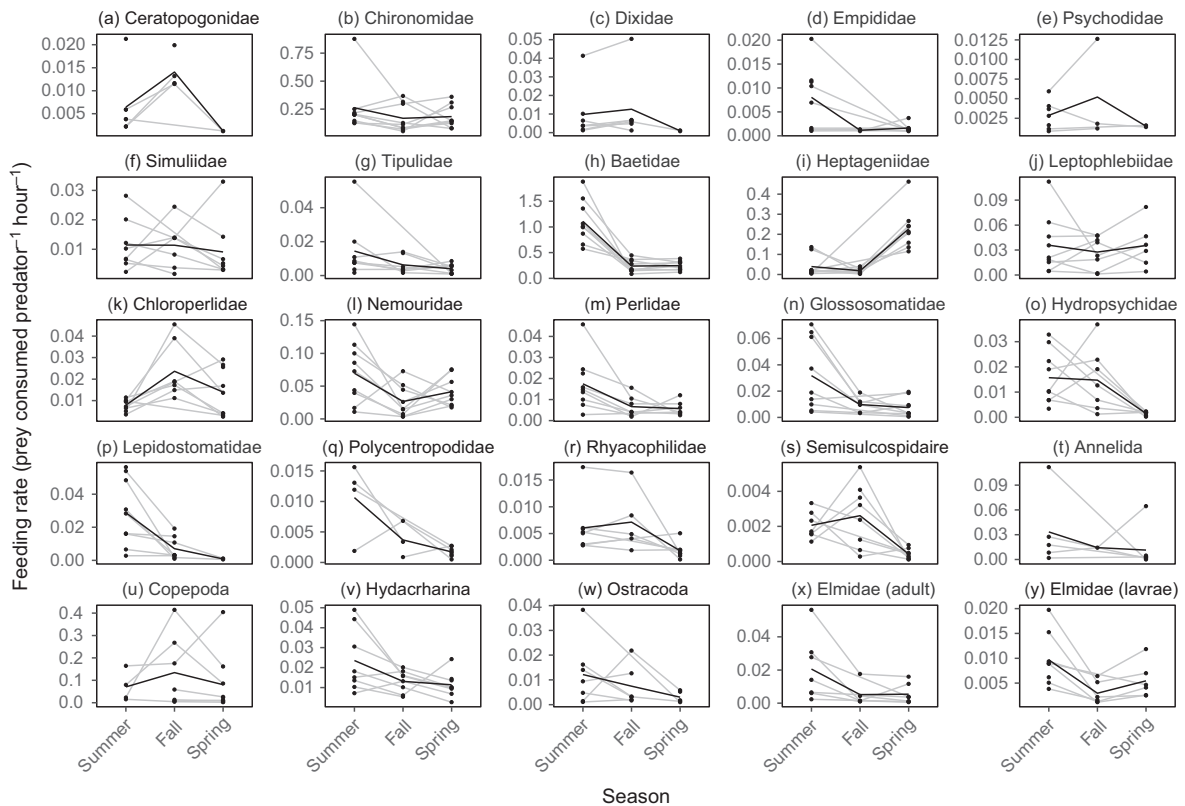 (a) Ceratopogonidae (b) Chironomidae (c) Dixidae (d) Empididae (e) Psychodidae
0.020 0.015 0.010 0.005
0.75 0.50 0.25
0.05 0.04 0.03 0.02 0.01 0.00
0.020 0.015 0.010 0.005 0.000
0.0125 0.0100 0.0075 0.0050 0.0025 0.0000
(f) Simuliidae (g) Tipulidae (h) Baetidae (i) Heptageniidae (j) Leptophlebiidae
0.03 0.02 0.01
0.04 0.02 0.00
1.5 1.0 0.5 0.0
0.4 0.3 0.2 0.1 0.0
0.09 0.06 0.03 0.00
(k) Chloroperlidae (l) Nemouridae (m) Perlidae (n) Glossosomatidae (o) Hydropsychidae
0.04 0.03 0.02 0.01
0.15 0.10 0.05 0.00
0.04 0.03 0.02 0.01 0.00
0.06 0.04 0.02 0.00
0.03 0.02 0.01 0.00
(p) Lepidostomatidae (q) Polycentropodidae (r) Rhyacophilidae (s) Semisulcospidaire (t) Annelida
0.04 0.02 0.00
0.015 0.010 0.005 0.000
0.015 0.010 0.005 0.000
0.004 0.002 0.000
0.09 0.06 0.03 0.00
(u) Copepoda (v) Hydacrharina (w) Ostracoda (x) Elmidae (adult) (y) Elmidae (lavrae)
0.4 0.3 0.2 0.1 0.0
0.05 0.04 0.03 0.02 0.01
0.04 0.03 0.02 0.01 0.00
0.04 0.02 0.00
0.020 0.015 0.010 0.005
Summer Fall Spring Summer Fall Spring Summer Fall Spring Summer Fall Spring Summer Fall Spring
Season
Feeding rate (prey consumed predator⁻¹ hour⁻¹)